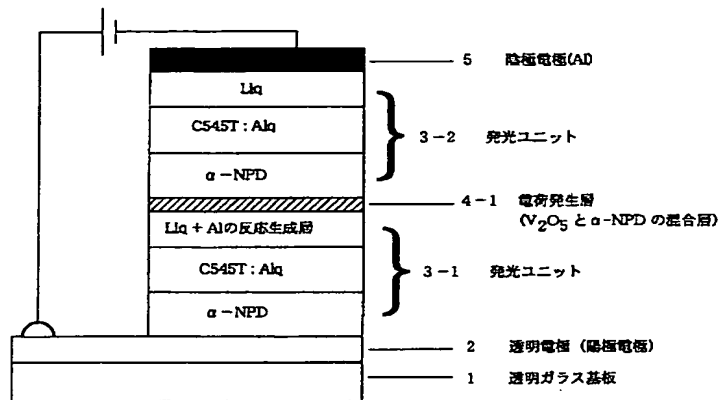 5 陰極電極(Al)
Liq
C545T : Alq
3-2 発光ユニット
α-NPD
4-1 電荷発生層
(V2O5 とα-NPD の混合層)
Liq + Alの反応生成層
C545T : Alq
3-1 発光ユニット
α-NPD
2 透明電極 (陽極電極)
1 透明ガラス基板